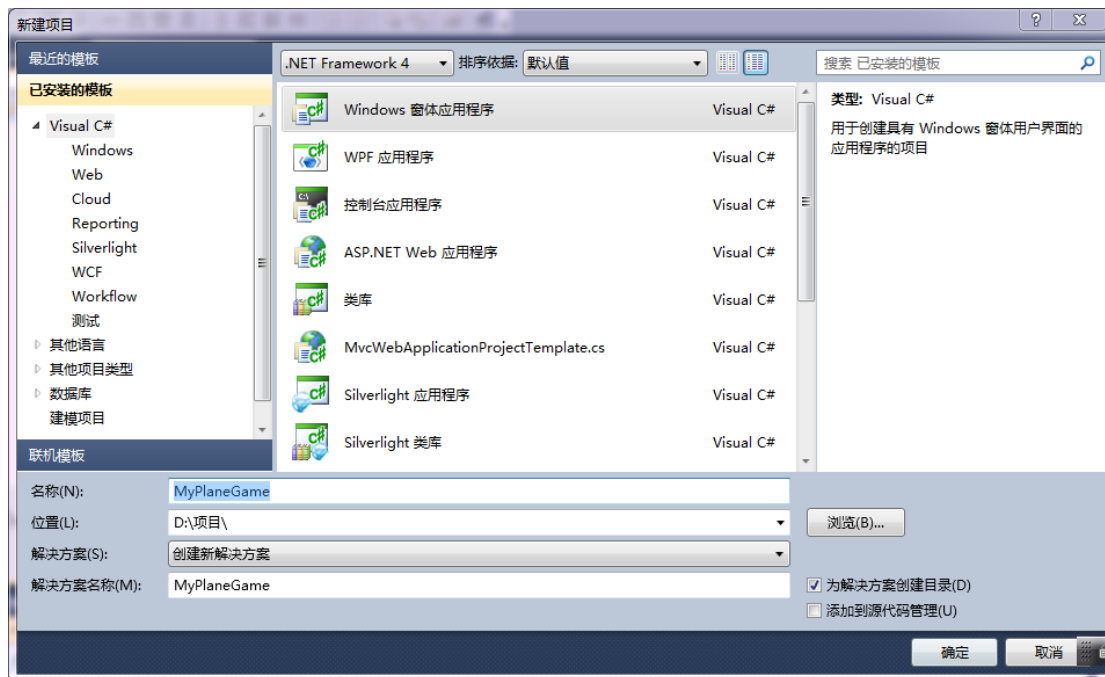 新建项目
最近的模板
.NET Framework 4 排序依据: 默认值
搜索 已安装的模板
已安装的模板
Visual C#
Windows
Web
Cloud
Reporting
Silverlight
WCF
Workflow
测试
其他语言
其他项目类型
数据库
建模项目
联机模板
Windows 窗体应用程序 Visual C#
WPF 应用程序 Visual C#
控制台应用程序 Visual C#
ASP.NET Web 应用程序 Visual C#
类库 Visual C#
MvcWebApplicationProjectTemplate.cs Visual C#
Silverlight 应用程序 Visual C#
Silverlight 类库 Visual C#
类型: Visual C#
用于创建具有 Windows 窗体用户界面的
应用程序的项目
名称(N): MyPlaneGame
位置(L): D:\项目\ 浏览(B)...
解决方案(S): 创建新解决方案
解决方案名称(M): MyPlaneGame 为解决方案创建目录(D)
添加到源代码管理(U)
确定 取消